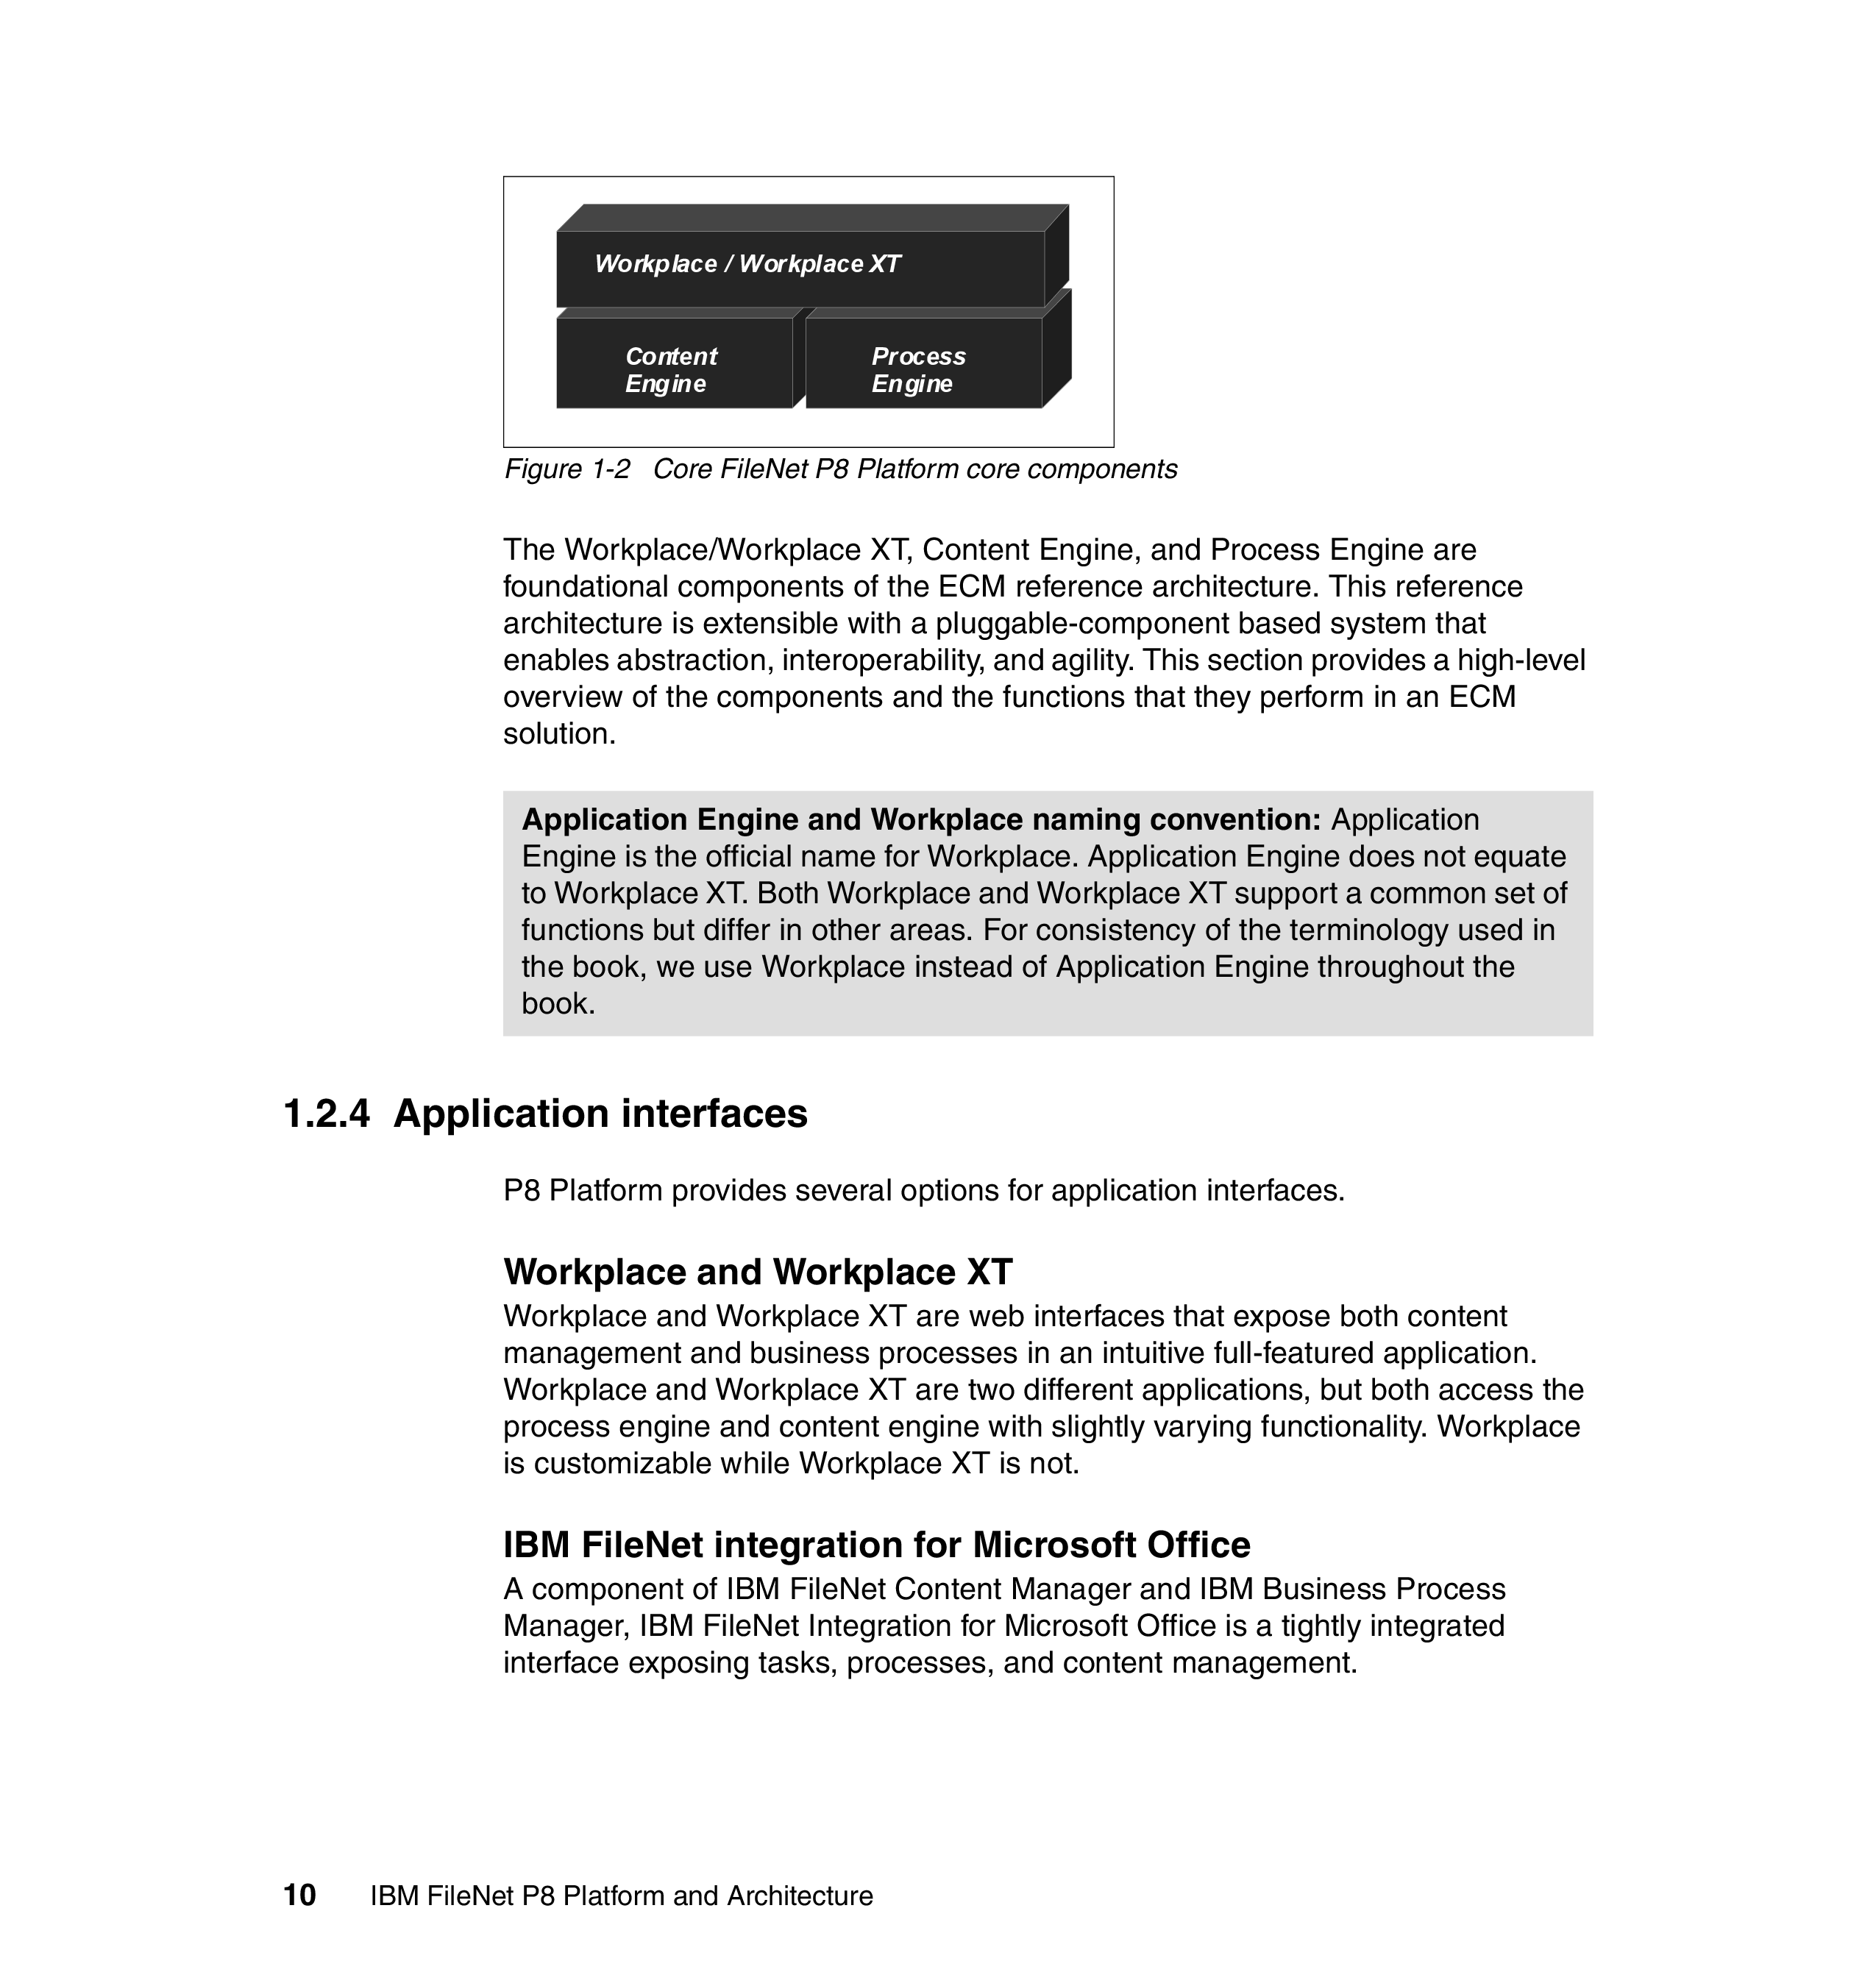 Workplace / Workplace XT
Content
Engine
Process
Engine
Figure 1-2 Core FileNet P8 Platform core components
The Workplace/Workplace XT, Content Engine, and Process Engine are
foundational components of the ECM reference architecture. This reference
architecture is extensible with a pluggable-component based system that
enables abstraction, interoperability, and agility. This section provides a high-level
overview of the components and the functions that they perform in an ECM
solution.
Application Engine and Workplace naming convention: Application
Engine is the official name for Workplace. Application Engine does not equate
to Workplace XT. Both Workplace and Workplace XT support a common set of
functions but differ in other areas. For consistency of the terminology used in
the book, we use Workplace instead of Application Engine throughout the
book.
1.2.4 Application interfaces
P8 Platform provides several options for application interfaces.
Workplace and Workplace XT
Workplace and Workplace XT are web interfaces that expose both content
management and business processes in an intuitive full-featured application.
Workplace and Workplace XT are two different applications, but both access the
process engine and content engine with slightly varying functionality. Workplace
is customizable while Workplace XT is not.
IBM FileNet integration for Microsoft Office
A component of IBM FileNet Content Manager and IBM Business Process
Manager, IBM FileNet Integration for Microsoft Office is a tightly integrated
interface exposing tasks, processes, and content management.
10 IBM FileNet P8 Platform and Architecture